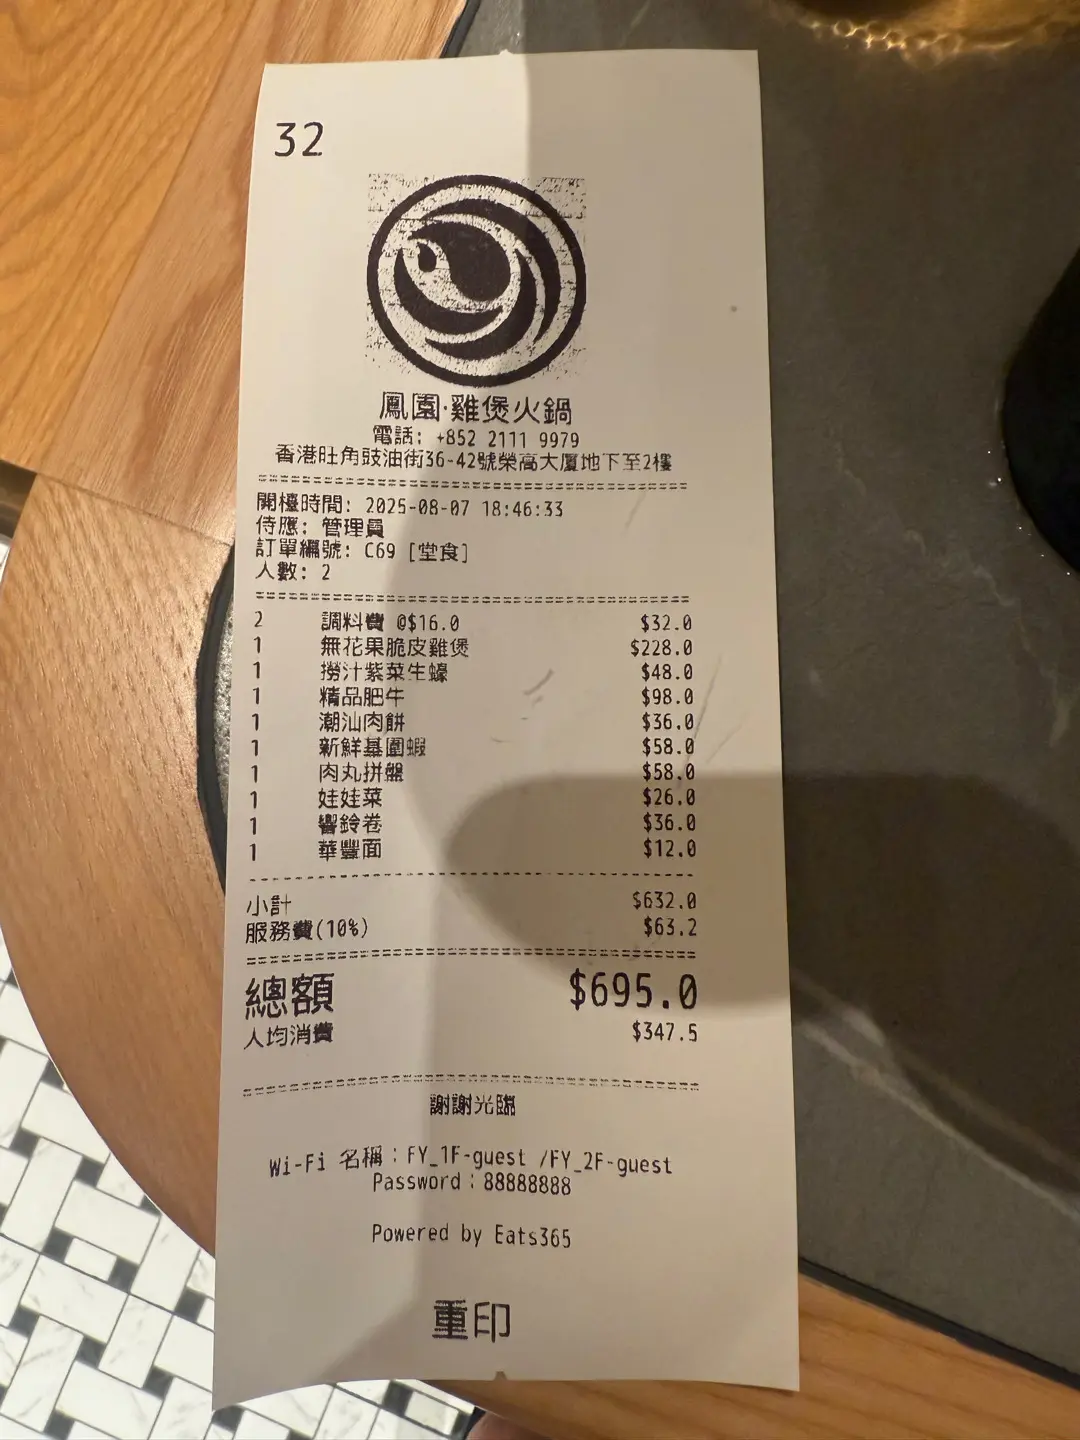 32
鳳園·雞煲火鍋
電話: +852 2111 9979
香港旺角豉油街36-42號榮高大廈地下至2樓
開檯時間: 2025-08-07 18:46:33
侍應: 管理員
訂單編號: C69 [堂食]
人數: 2
2 調料費 @$16.0 $32.0
1 無花果脆皮雞煲 $228.0
1 撈汁紫菜生蠔 $48.0
1 精品肥牛 $98.0
1 潮汕肉餅 $36.0
1 新鮮基圍蝦 $58.0
1 肉丸拼盤 $58.0
1 娃娃菜 $26.0
1 響鈴卷 $36.0
1 華豐面 $12.0
小計 $632.0
服務費(10%) $63.2
總額 $695.0
人均消費 $347.5
謝謝光臨
Wi-Fi 名稱：FY_1F-guest /FY_2F-guest
Password：88888888
Powered by Eats365
重印